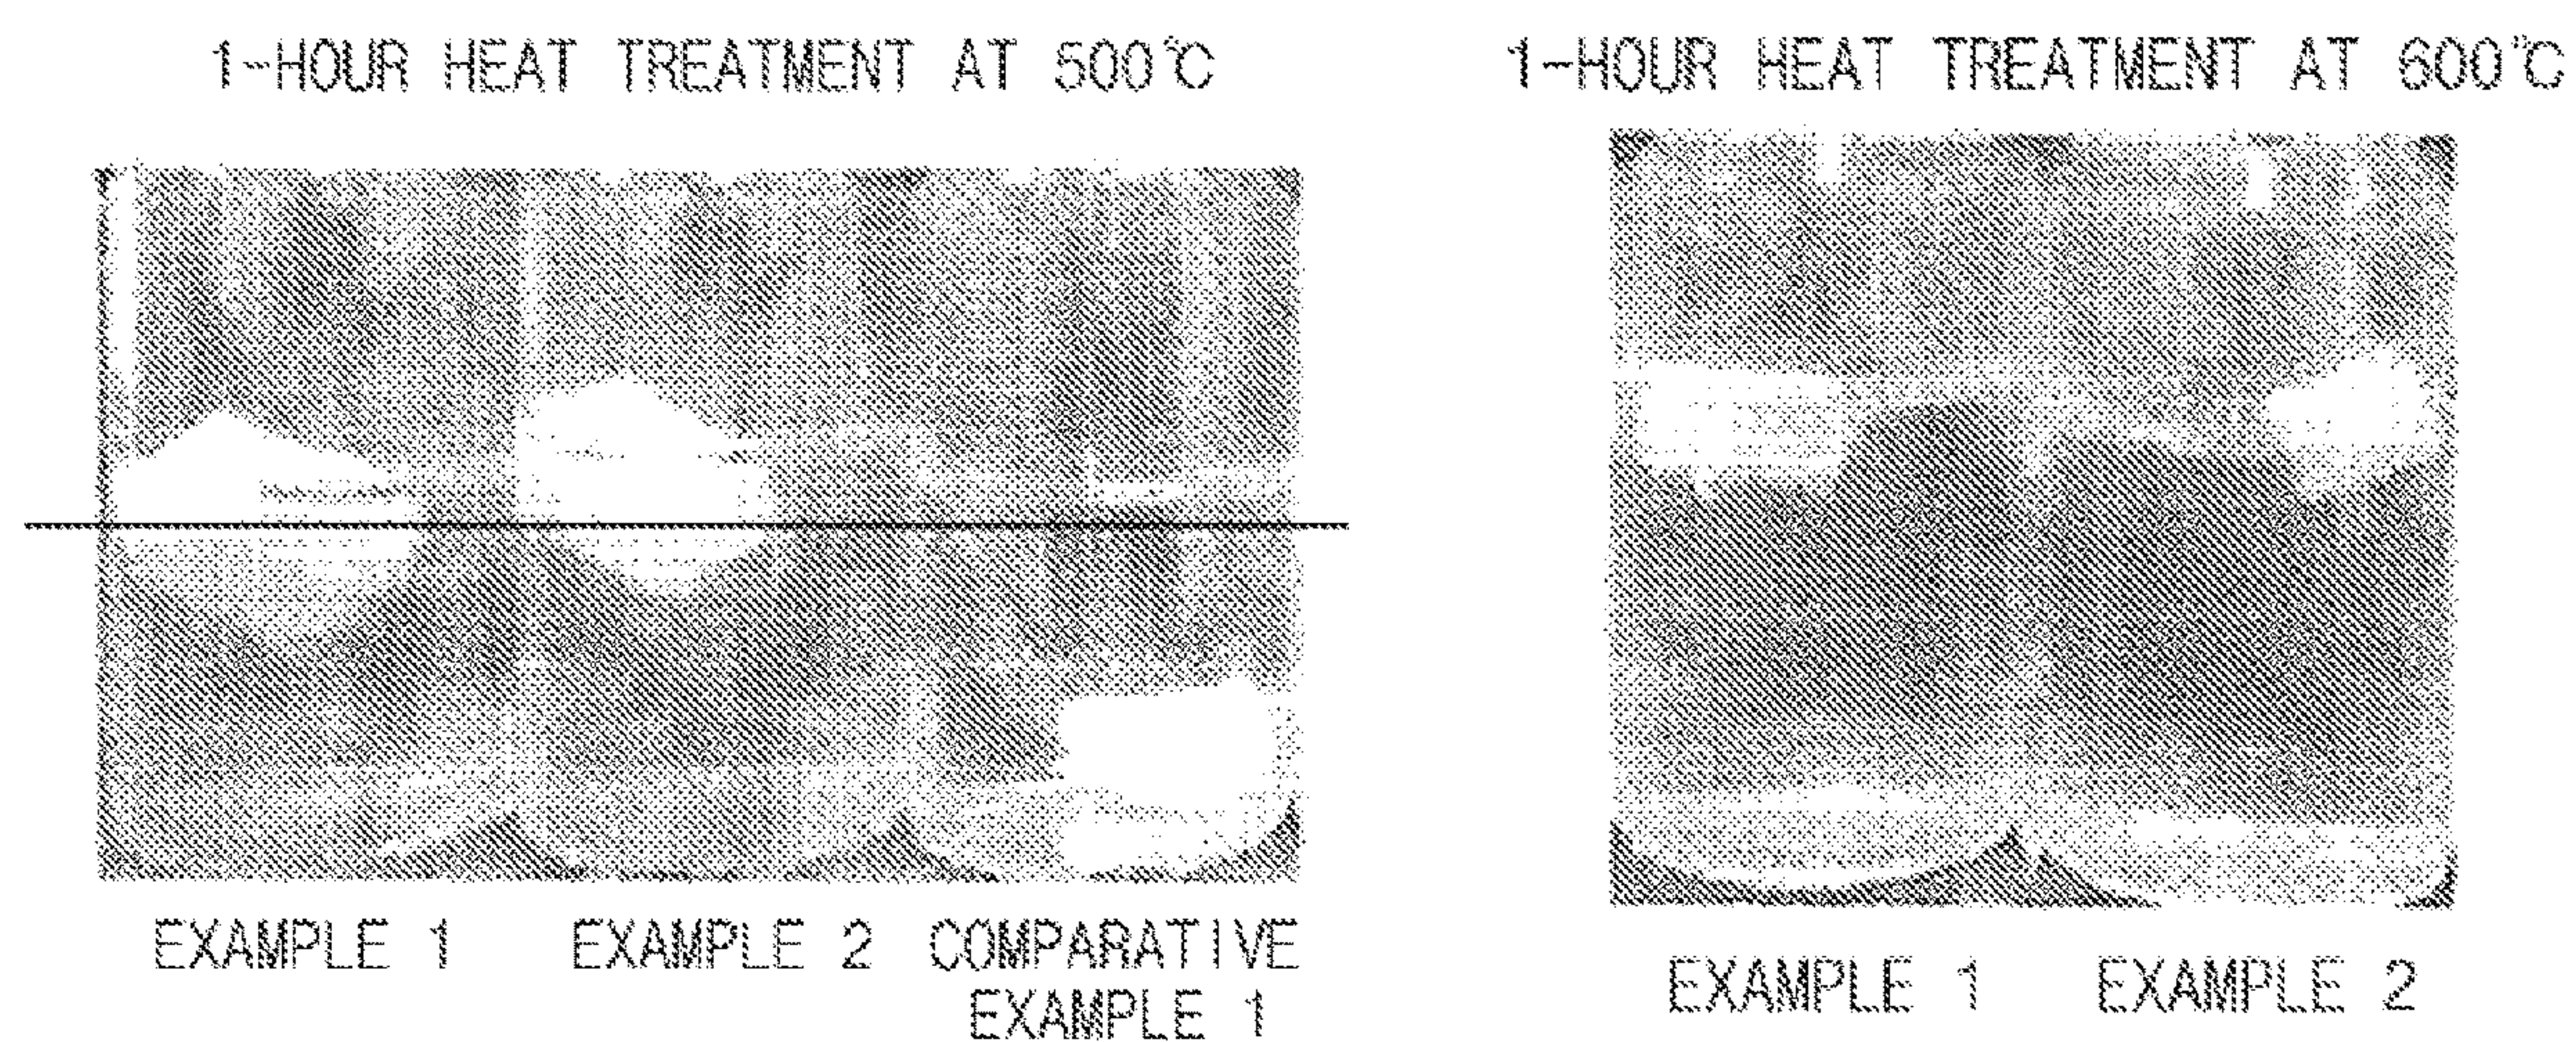 1-HOUR HEAT TREATMENT AT 500°C
1-HOUR HEAT TREATMENT AT 600°C
EXAMPLE 1
EXAMPLE 2
COMPARATIVE
EXAMPLE 1
EXAMPLE 1
EXAMPLE 2